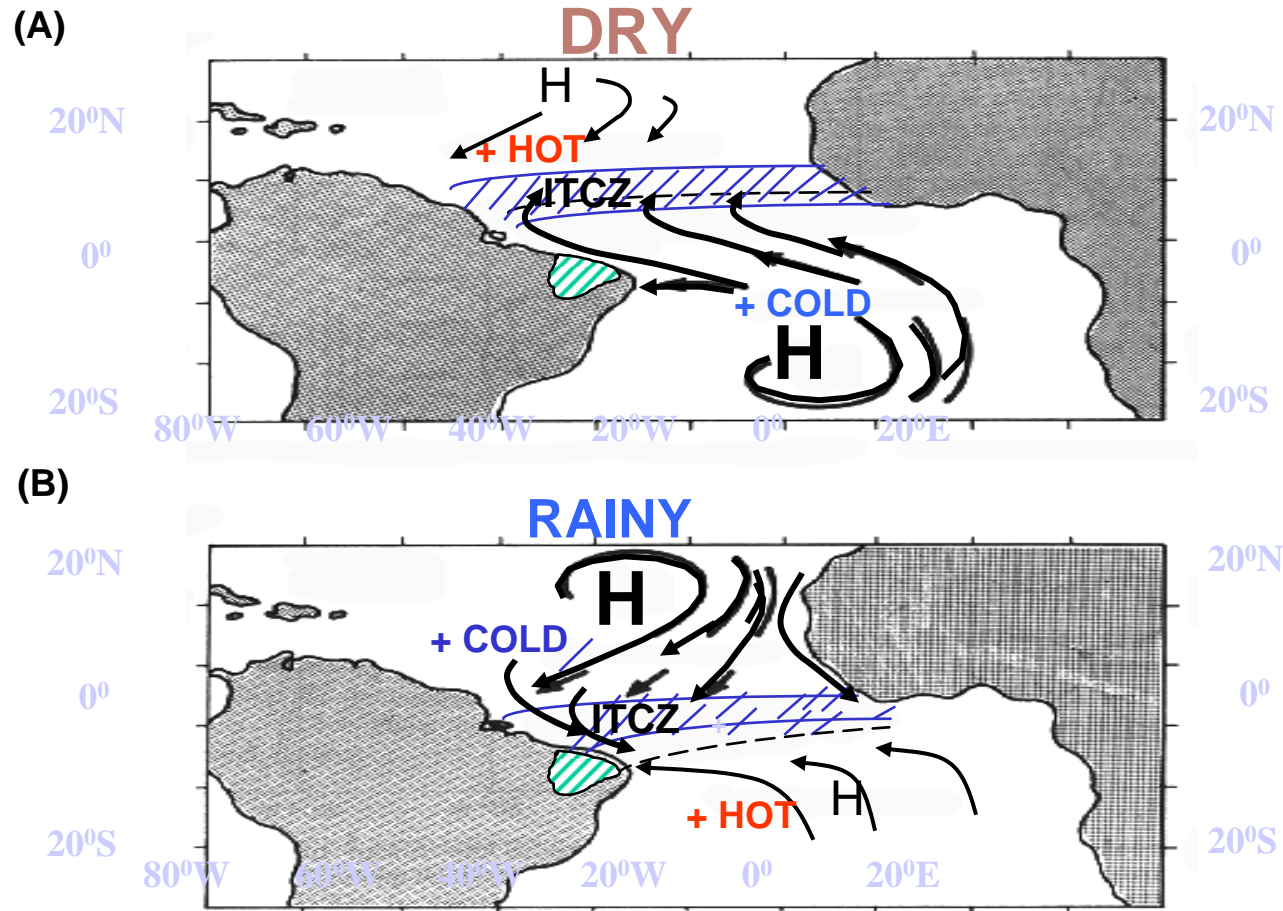 (A)
DRY
H
20⁰N
20⁰N
+ HOT
ITCZ
0⁰
0⁰
+ COLD
H
20⁰S
20⁰S
80⁰W 60⁰W 40⁰W 20⁰W 0⁰ 20⁰E
(B)
RAINY
20⁰N
20⁰N
H
+ COLD
0⁰
0⁰
ITCZ
+
H
+ HOT
20⁰S
20⁰S
80⁰W 60⁰W 40⁰W 20⁰W 0⁰ 20⁰E